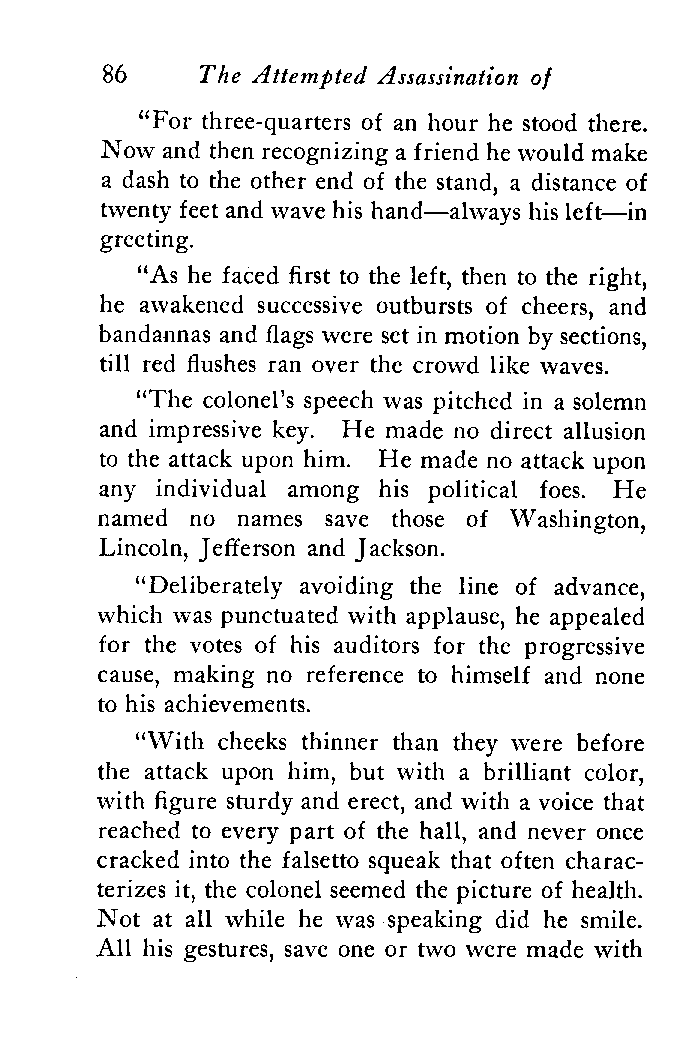 86 The Attempted Assassination of
“For three-quarters of an hour he stood there.
Now and then recognizing a friend he would make
a dash to the other end of the stand, a distance of
twenty feet and wave his hand—always his left—in
greeting.
“As he faced first to the left, then to the right,
he awakened successive outbursts of cheers, and
bandannas and flags were set in motion by sections,
till red flushes ran over the crowd like waves.
“The colonel’s speech was pitched in a solemn
and impressive key. He made no direct allusion
to the attack upon him. He made no attack upon
any individual among his political foes. He
named no names save those of Washington,
Lincoln, Jefferson and Jackson.
“Deliberately avoiding the line of advance,
which was punctuated with applause, he appealed
for the votes of his auditors for the progressive
cause, making no reference to himself and none
to his achievements.
“With cheeks thinner than they were before
the attack upon him, but with a brilliant color,
with figure sturdy and erect, and with a voice that
reached to every part of the hall, and never once
cracked into the falsetto squeak that often charac-
terizes it, the colonel seemed the picture of health.
Not at all while he was speaking did he smile.
All his gestures, save one or two were made with